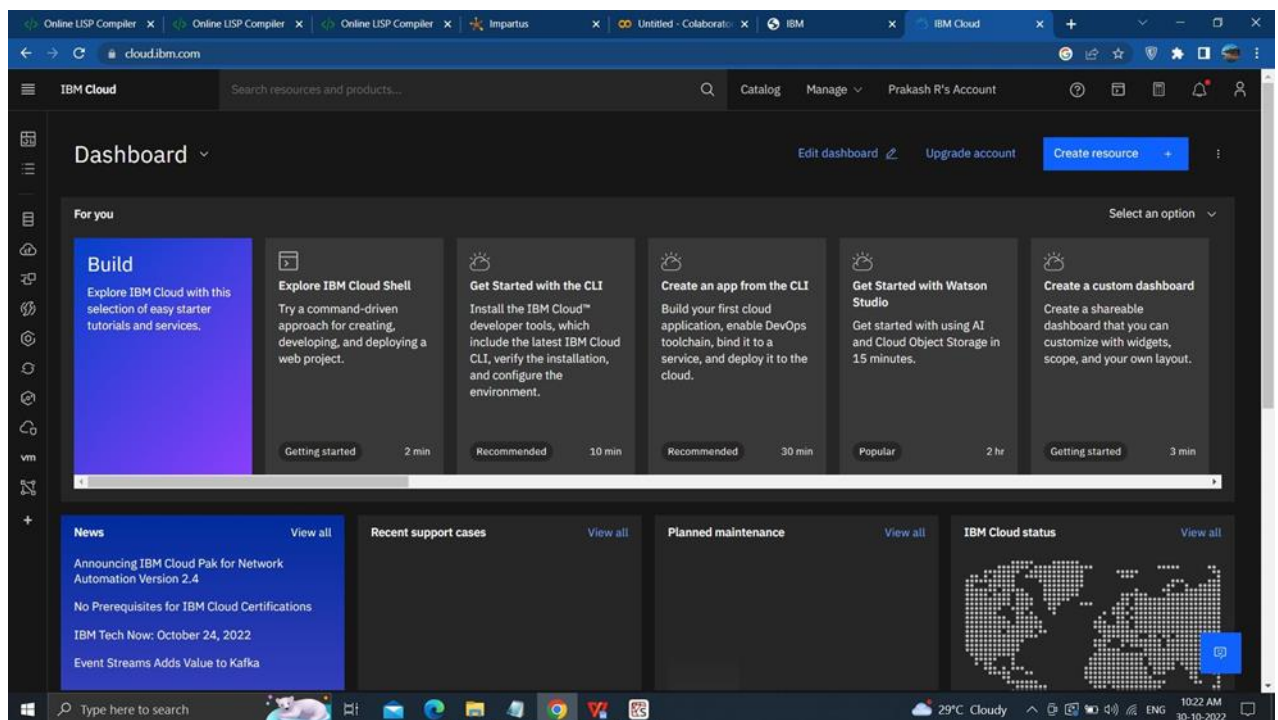 Online LISP Compiler
Online LISP Compiler
Online LISP Compiler
Impartus
Untitled - Colaborato
IBM
IBM Cloud
cloud.ibm.com
IBM Cloud
Search resources and products...
Catalog
Manage
Prakash R's Account
Dashboard
Edit dashboard
Upgrade account
Create resource +
For you
Select an option
Build
Explore IBM Cloud with this
selection of easy starter
tutorials and services.
Explore IBM Cloud Shell
Try a command-driven
approach for creating,
developing, and deploying a
web project.
Getting started
2 min
Get Started with the CLI
Install the IBM Cloud™
developer tools, which
include the latest IBM Cloud
CLI, verify the installation,
and configure the
environment.
Recommended
10 min
Create an app from the CLI
Build your first cloud
application, enable DevOps
toolchain, bind it to a
service, and deploy it to the
cloud.
Recommended
30 min
Get Started with Watson
Studio
Get started with using AI
and Cloud Object Storage in
15 minutes.
Popular
2 hr
Create a custom dashboard
Create a shareable
dashboard that you can
customize with widgets,
scope, and your own layout.
Getting started
3 min
vm
News
View all
Announcing IBM Cloud Pak for Network
Automation Version 2.4
No Prerequisites for IBM Cloud Certifications
IBM Tech Now: October 24, 2022
Event Streams Adds Value to Kafka
Recent support cases
View all
Planned maintenance
View all
IBM Cloud status
View all
Type here to search
29°C Cloudy
ENG
10:22 AM
30-10-2022